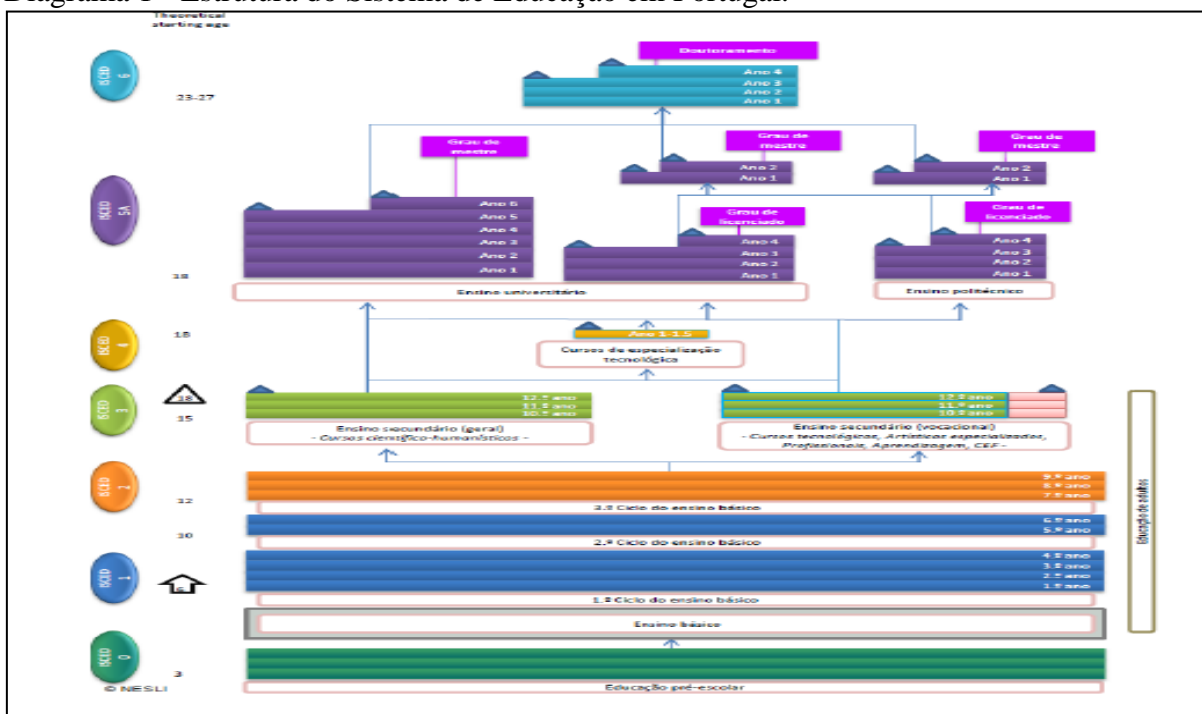 Diagrama 1 - Estrutura do Sistema de Educação em Portugal.
Theoretical
starting age
ISCED
6
23-27
Doutoramento
Ano 4
Ano 3
Ano 2
Ano 1
Grau de
mestre
Grau de
mestre
Grau de
mestre
Ano 2
Ano 1
Ano 2
Ano 1
ISCED
5A
Ano 6
Ano 5
Ano 4
Ano 3
Ano 2
Ano 1
Grau de
licenciado
Ano 4
Ano 3
Ano 2
Ano 1
Grau de
licenciado
Ano 4
Ano 3
Ano 2
Ano 1
18
Ensino universitário
Ensino politécnico
ISCED
4
18
Ano 1-1.5
Cursos de especialização
tecnológica
ISCED
3
18
15
12.º ano
11.º ano
10.º ano
Ensino secundário (geral)
- Cursos científico-humanísticos -
12.º ano
11.º ano
10.º ano
Ensino secundário (vocacional)
- Cursos tecnológicos, Artísticos especializados,
Profissionais, Aprendizagem, CEF -
ISCED
2
12
9.º ano
8.º ano
7.º ano
3.º Ciclo do ensino básico
10
6.º ano
5.º ano
2.º Ciclo do ensino básico
ISCED
1
6
4.º ano
3.º ano
2.º ano
1.º ano
1.º Ciclo do ensino básico
Ensino básico
Educação de adultos
ISCED
0
3
© NESLI
Educação pré-escolar